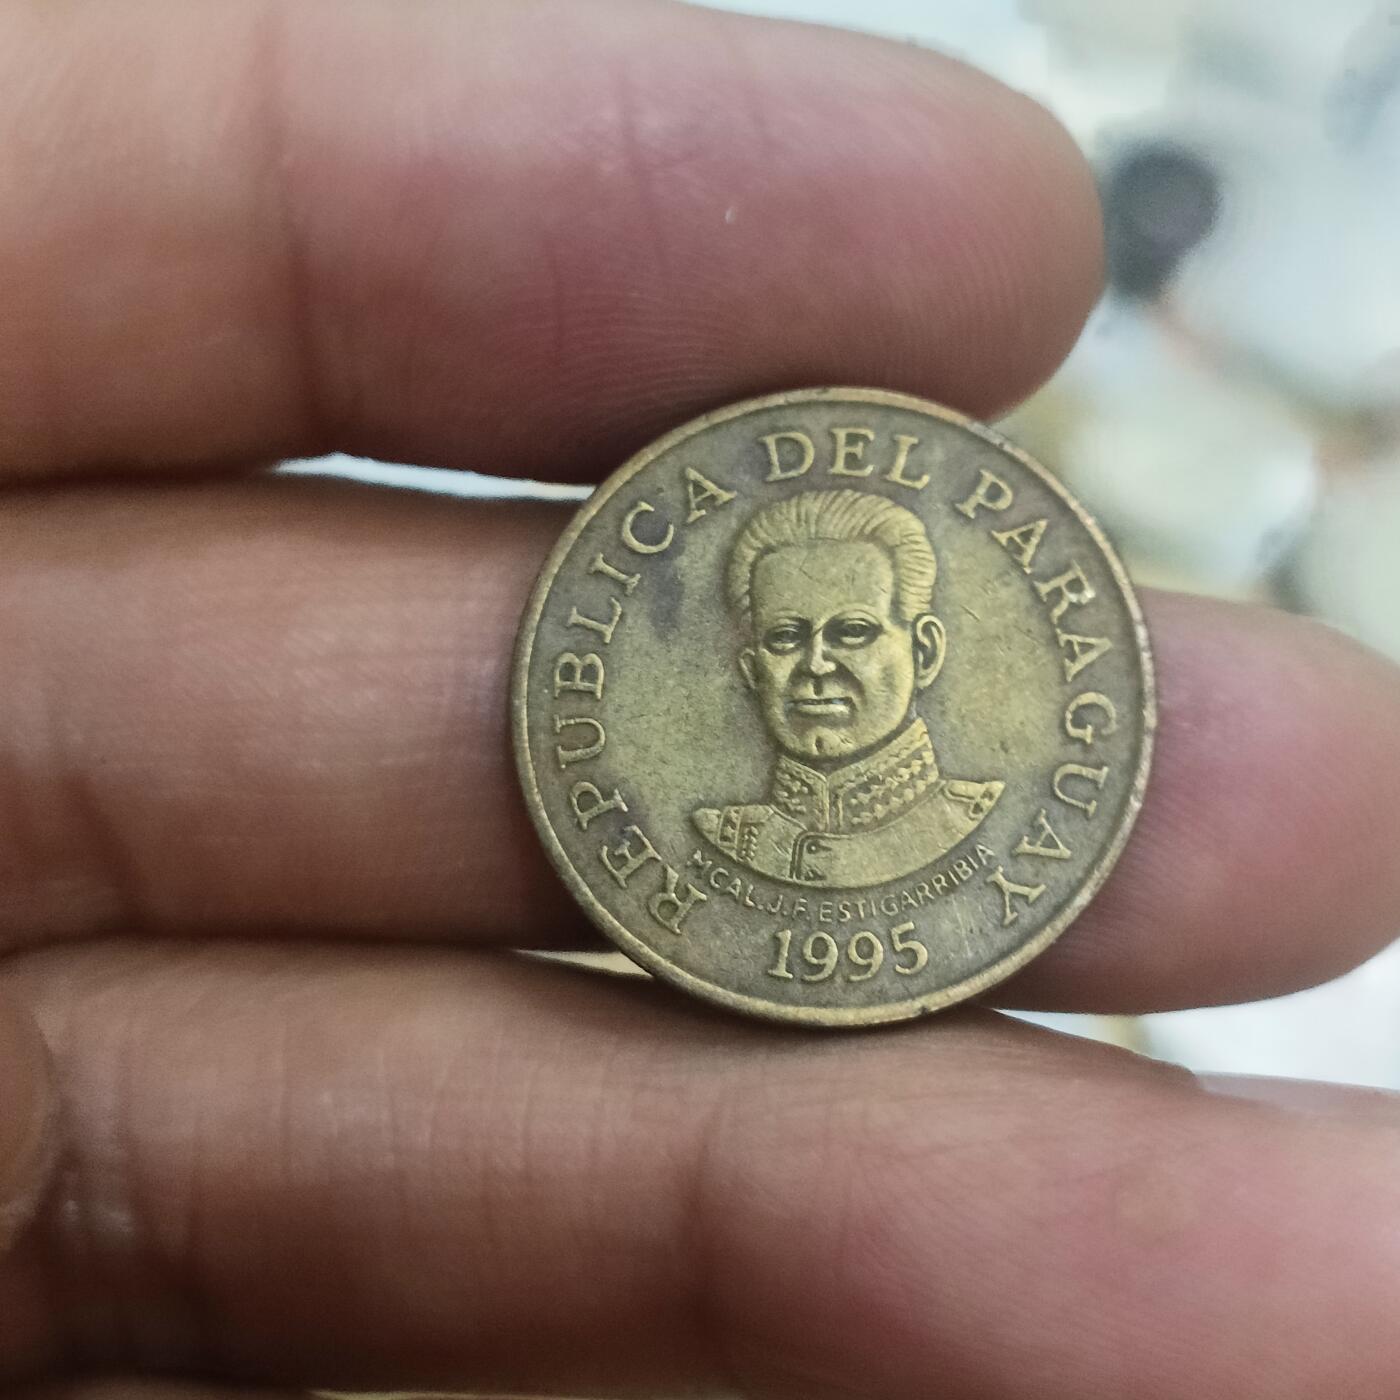 REPUBLICA DEL PARAGUAY
MCAL. J. F. ESTIGARRIBIA
1995